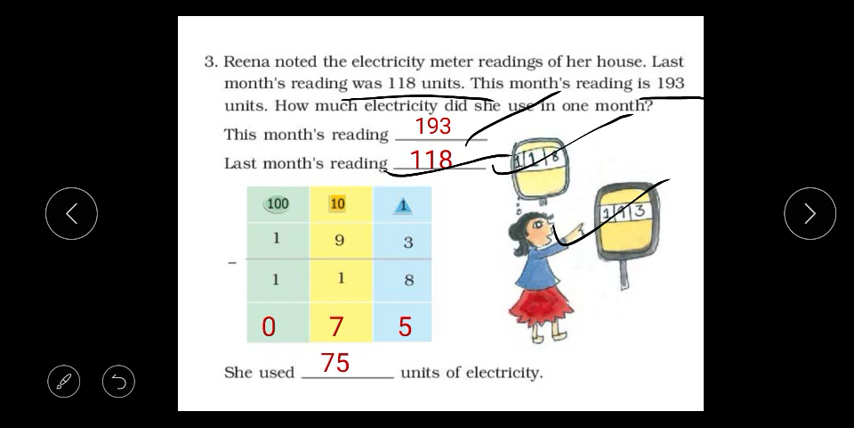 3. Reena noted the electricity meter readings of her house. Last
month's reading was 118 units. This month's reading is 193
units. How much electricity did she use in one month?
This month's reading 193
Last month's reading 118
118
193
100 10 1
1 9 3
−
1 1 8
0 7 5
She used 75 units of electricity.